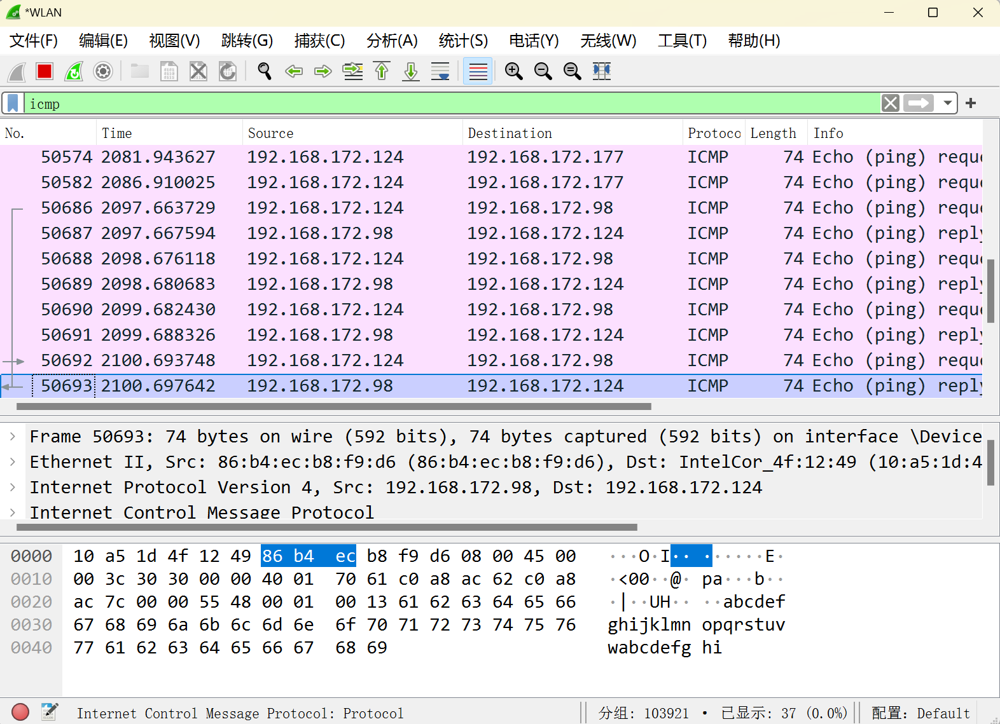 *WLAN
文件(F) 编辑(E) 视图(V) 跳转(G) 捕获(C) 分析(A) 统计(S) 电话(Y) 无线(W) 工具(T) 帮助(H)
icmp
No. Time Source Destination Protoco Length Info
50574 2081.943627 192.168.172.124 192.168.172.177 ICMP 74 Echo (ping) requ
50582 2086.910025 192.168.172.124 192.168.172.177 ICMP 74 Echo (ping) requ
50686 2097.663729 192.168.172.124 192.168.172.98 ICMP 74 Echo (ping) requ
50687 2097.667594 192.168.172.98 192.168.172.124 ICMP 74 Echo (ping) reply
50688 2098.676118 192.168.172.124 192.168.172.98 ICMP 74 Echo (ping) requ
50689 2098.680683 192.168.172.98 192.168.172.124 ICMP 74 Echo (ping) reply
50690 2099.682430 192.168.172.124 192.168.172.98 ICMP 74 Echo (ping) requ
50691 2099.688326 192.168.172.98 192.168.172.124 ICMP 74 Echo (ping) reply
50692 2100.693748 192.168.172.124 192.168.172.98 ICMP 74 Echo (ping) requ
50693 2100.697642 192.168.172.98 192.168.172.124 ICMP 74 Echo (ping) reply
Frame 50693: 74 bytes on wire (592 bits), 74 bytes captured (592 bits) on interface \Device
Ethernet II, Src: 86:b4:ec:b8:f9:d6 (86:b4:ec:b8:f9:d6), Dst: IntelCor_4f:12:49 (10:a5:1d:4
Internet Protocol Version 4, Src: 192.168.172.98, Dst: 192.168.172.124
Internet Control Message Protocol
0000 10 a5 1d 4f 12 49 86 b4 ec b8 f9 d6 08 00 45 00 ···O·I·· ······E·
0010 00 3c 30 30 00 00 40 01 70 61 c0 a8 ac 62 c0 a8 ·<00··@· pa···b··
0020 ac 7c 00 00 55 48 00 01 00 13 61 62 63 64 65 66 ·|··UH·· ··abcdef
0030 67 68 69 6a 6b 6c 6d 6e 6f 70 71 72 73 74 75 76 ghijklmn opqrstuv
0040 77 61 62 63 64 65 66 67 68 69 wabcdefg hi
Internet Control Message Protocol: Protocol 分组: 103921 · 已显示: 37 (0.0%) 配置: Default